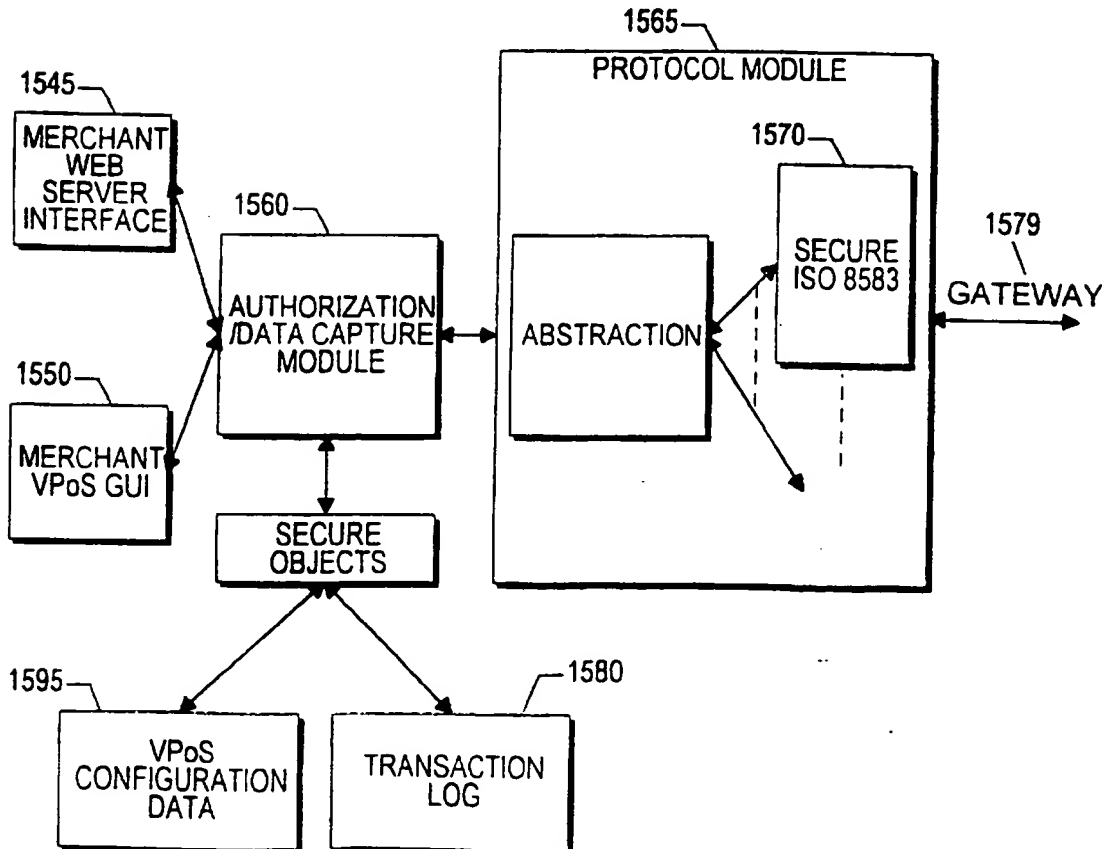 1565
PROTOCOL MODULE
1545
MERCHANT
WEB
SERVER
INTERFACE
1570
SECURE
ISO 8583
1560
AUTHORIZATION
/DATA CAPTURE
MODULE
ABSTRACTION
1579
GATEWAY
1550
MERCHANT
VPoS GUI
SECURE
OBJECTS
1595
VPoS
CONFIGURATION
DATA
1580
TRANSACTION
LOG